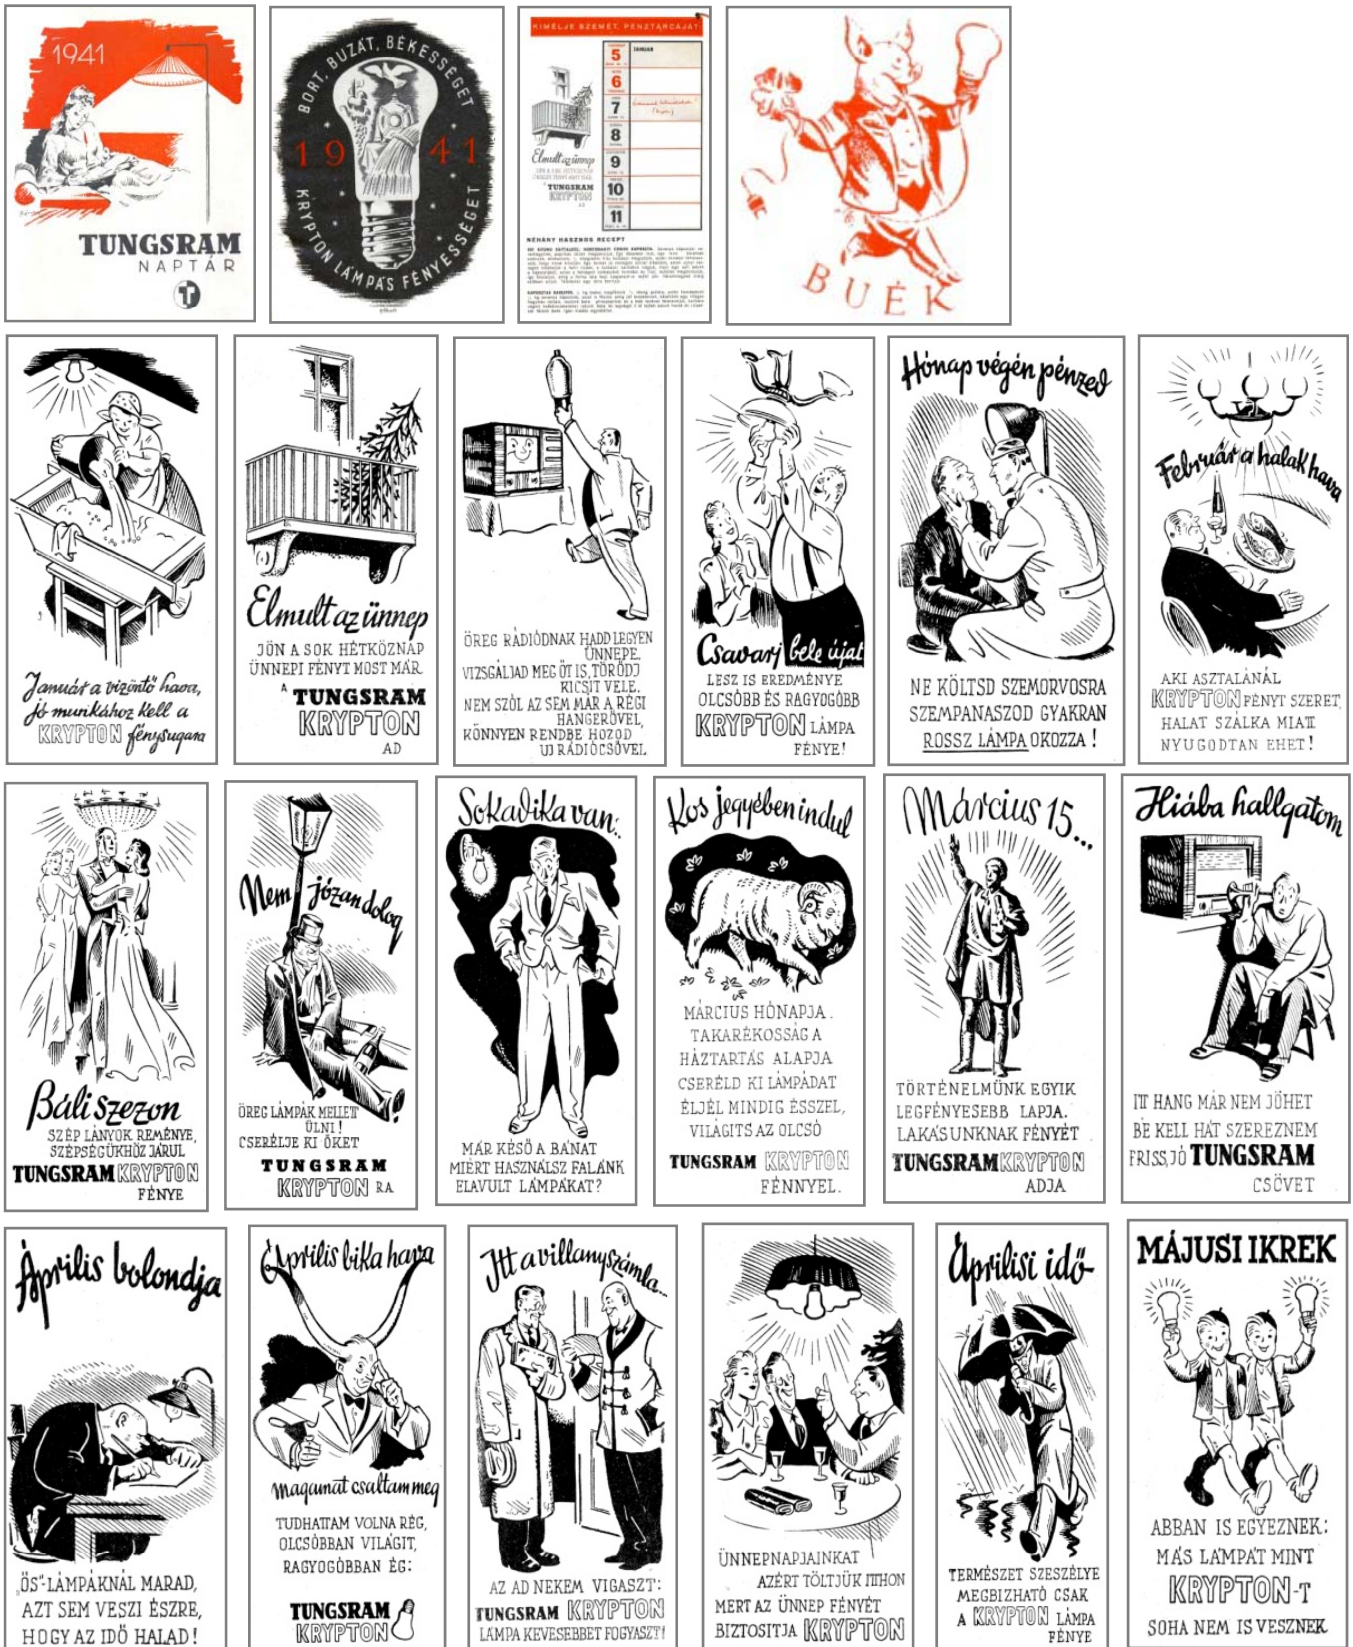 1941
TUNGSRAM
NAPTÁR
T
BORT, BUZÁT, BÉKESSÉGET
1941
KRYPTON LÁMPÁS FÉNYESSÉGET
KIMÉLJE SZEMÉT, PÉNZTÁRCÁJÁT
JANUÁR
5
6
7
8
9
10
11
Elmult az ünnep
JÖN A SOK HÉTKÖZNAP
ÜNNEPI FÉNYT MOST MÁR
A TUNGSRAM
KRYPTON
AD
NÉHÁNY HASZNOS RECEPT
BUÉK
Január a vizöntő hava,
jó munkához kell a
KRYPTON fénysugara
Elmult az ünnep
JÖN A SOK HÉTKÖZNAP
ÜNNEPI FÉNYT MOST MÁR
A
TUNGSRAM
KRYPTON
AD
ÖREG RÁDIÓDNAK HADD LEGYEN
ÜNNEPE,
VIZSGÁLJAD MEG ŐT IS, TÖRŐDJ
KICSIT VELE.
NEM SZÓL AZ SEM MÁR A RÉGI
HANGERŐVEL,
KÖNNYEN RENDBE HOZOD
UJ RÁDIÓCSŐVEL
Csavarj bele újat
LESZ IS EREDMÉNYE
OLCSÓBB ÉS RAGYOGÓBB
KRYPTON LÁMPA
FÉNYE!
Hónap végén pénzed
NE KÖLTSD SZEMORVOSRA
SZEMPANASZOD GYAKRAN
ROSSZ LÁMPA OKOZZA!
Február a halak hava
AKI ASZTALÁNÁL
KRYPTON FÉNYT SZERET,
HALAT SZÁLKA MIATT
NYUGODTAN EHET!
Báli szezon
SZÉP LÁNYOK REMÉNYE,
SZÉPSÉGÜKHÖZ JÁRUL
TUNGSRAM KRYPTON
FÉNYE
Nem józan dolog
ÖREG LÁMPÁK MELLETT
ÜLNI!
CSERÉLJE KI ŐKET
TUNGSRAM
KRYPTON RA
Sokadika van..
MÁR KÉSŐ A BÁNAT
MIÉRT HASZNÁLSZ FALÁNK
ELAVULT LÁMPÁKAT?
Kos jegyében indul
MÁRCIUS HÓNAPJA.
TAKARÉKOSSÁG A
HÁZTARTÁS ALAPJA
CSERÉLD KI LÁMPÁDAT
ÉLJÉL MINDIG ÉSSZEL,
VILÁGITS AZ OLCSÓ
TUNGSRAM KRYPTON
FÉNNYEL.
Március 15...
TÖRTÉNELMÜNK EGYIK
LEGFÉNYESEBB LAPJA.
LAKÁSUNKNAK FÉNYÉT
TUNGSRAM KRYPTON
ADJA
Hiába hallgatom
ITT HANG MÁR NEM JÖHET
BE KELL HÁT SZEREZNEM
FRISS, JÓ TUNGSRAM
CSÖVET
Április bolondja
„ŐS"-LÁMPÁKNÁL MARAD,
AZT SEM VESZI ÉSZRE,
HOGY AZ IDŐ HALAD!
Április bika hava
magamat csaltam meg
TUDHATTAM VOLNA RÉG,
OLCSÓBBAN VILÁGIT,
RAGYOGÓBBAN ÉG:
TUNGSRAM
KRYPTON
Itt a villanyszámla...
AZ AD NEKEM VIGASZT:
TUNGSRAM KRYPTON
LÁMPA KEVESEBBET FOGYASZT!
ÜNNEPNAPJAINKAT
AZÉRT TÖLTJÜK ITTHON
MERT AZ ÜNNEP FÉNYÉT
BIZTOSITJA KRYPTON
Áprilisi idő-
TERMÉSZET SZESZÉLYE
MEGBIZHATÓ CSAK
A KRYPTON LÁMPA
FÉNYE
MÁJUSI IKREK
ABBAN IS EGYEZNEK:
MÁS LÁMPÁT MINT
KRYPTON-T
SOHA NEM IS VESZNEK